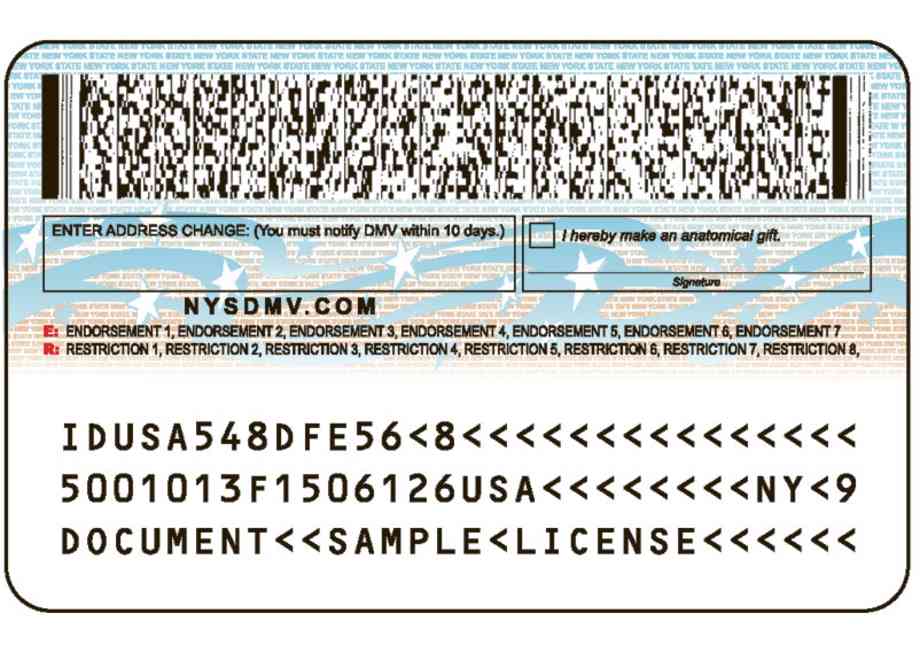 ENTER ADDRESS CHANGE: (You must notify DMV within 10 days.)
I hereby make an anatomical gift.
Signature
NYSDMV.COM
E: ENDORSEMENT 1, ENDORSEMENT 2, ENDORSEMENT 3, ENDORSEMENT 4, ENDORSEMENT 5, ENDORSEMENT 6, ENDORSEMENT 7
R: RESTRICTION 1, RESTRICTION 2, RESTRICTION 3, RESTRICTION 4, RESTRICTION 5, RESTRICTION 6, RESTRICTION 7, RESTRICTION 8,
IDUSA548DFE56<8<<<<<<<<<<<<<<<
5001013F1506126USA<<<<<<<<NY<9
DOCUMENT<<SAMPLE<LICENSE<<<<<<